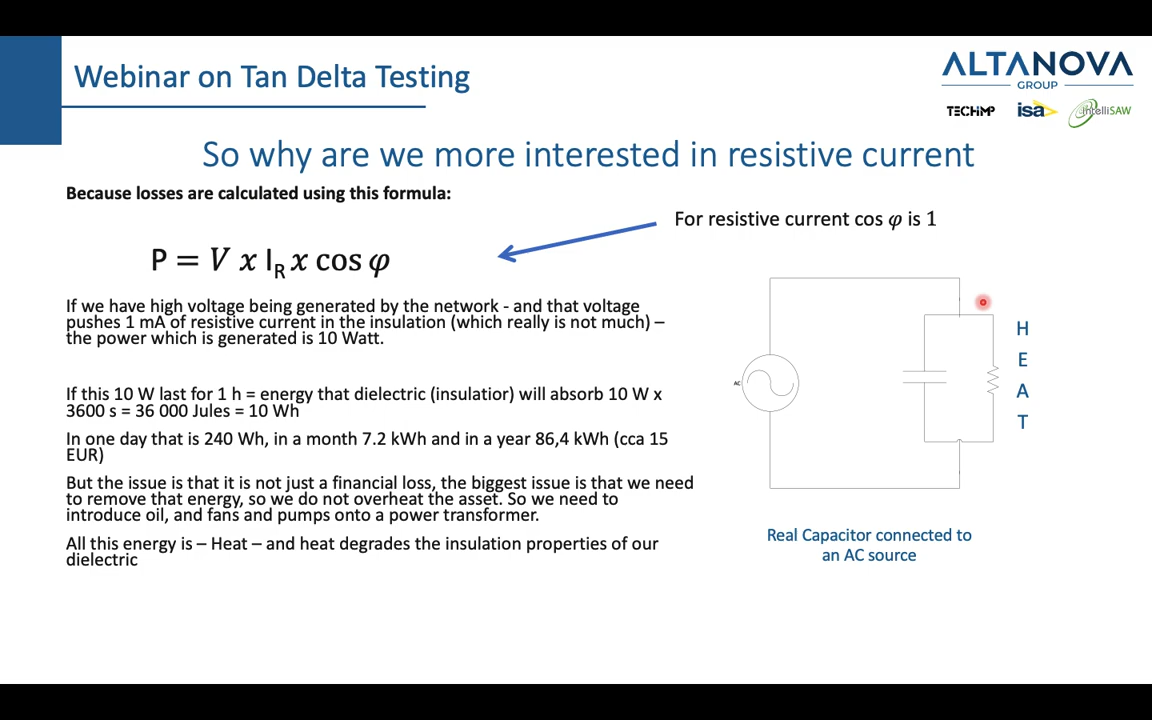 Webinar on Tan Delta Testing
ALTANOVA
GROUP
TECHIMP
isa
intelliSAW
So why are we more interested in resistive current
Because losses are calculated using this formula:
For resistive current cos φ is 1
P = V x I_R x cos φ
If we have high voltage being generated by the network - and that voltage
pushes 1 mA of resistive current in the insulation (which really is not much) –
the power which is generated is 10 Watt.
If this 10 W last for 1 h = energy that dielectric (insulatior) will absorb 10 W x
3600 s = 36 000 Jules = 10 Wh
In one day that is 240 Wh, in a month 7.2 kWh and in a year 86,4 kWh (cca 15
EUR)
But the issue is that it is not just a financial loss, the biggest issue is that we need
to remove that energy, so we do not overheat the asset. So we need to
introduce oil, and fans and pumps onto a power transformer.
All this energy is – Heat – and heat degrades the insulation properties of our
dielectric
AC
H
E
A
T
Real Capacitor connected to
an AC source